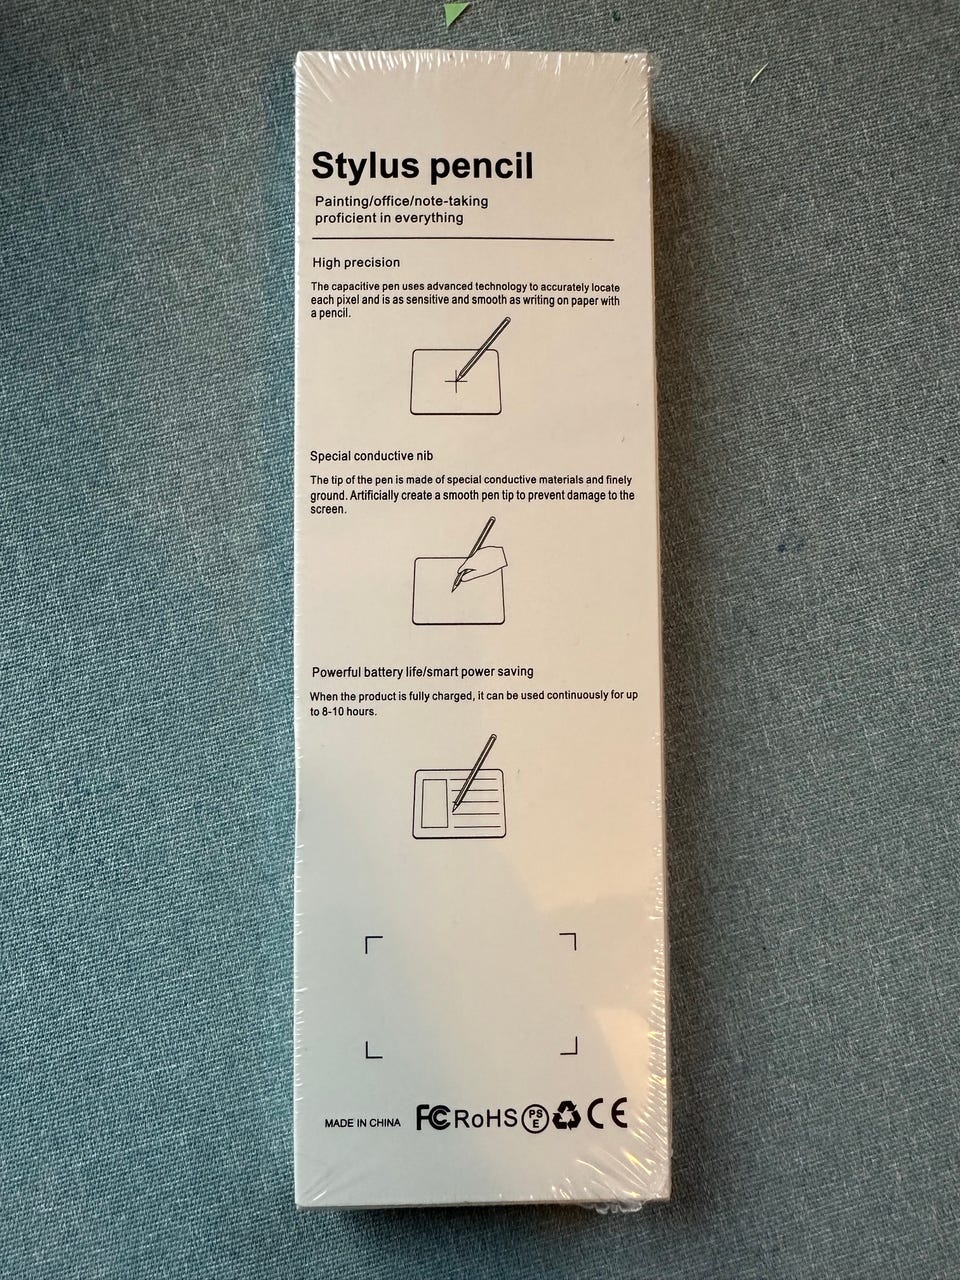 Stylus pencil
Painting/office/note-taking
proficient in everything
High precision
The capacitive pen uses advanced technology to accurately locate
each pixel and is as sensitive and smooth as writing on paper with
a pencil.
Special conductive nib
The tip of the pen is made of special conductive materials and finely
ground. Artificially create a smooth pen tip to prevent damage to the
screen.
Powerful battery life/smart power saving
When the product is fully charged, it can be used continuously for up
to 8-10 hours.
MADE IN CHINA FC RoHS PS E CE